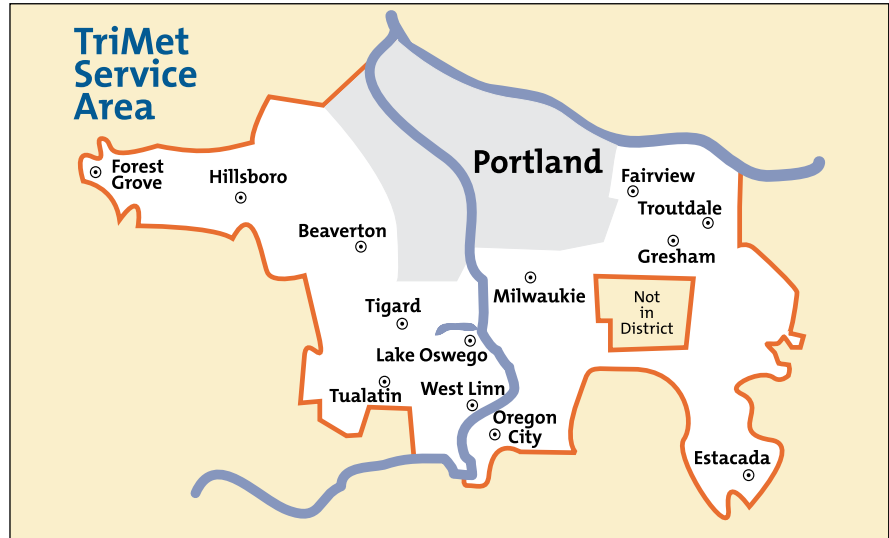 TriMet
Service
Area
Portland
Forest
Grove
Hillsboro
Fairview
Troutdale
Beaverton
Gresham
Milwaukie
Not
in
District
Tigard
Lake Oswego
Tualatin
West Linn
Oregon
City
Estacada